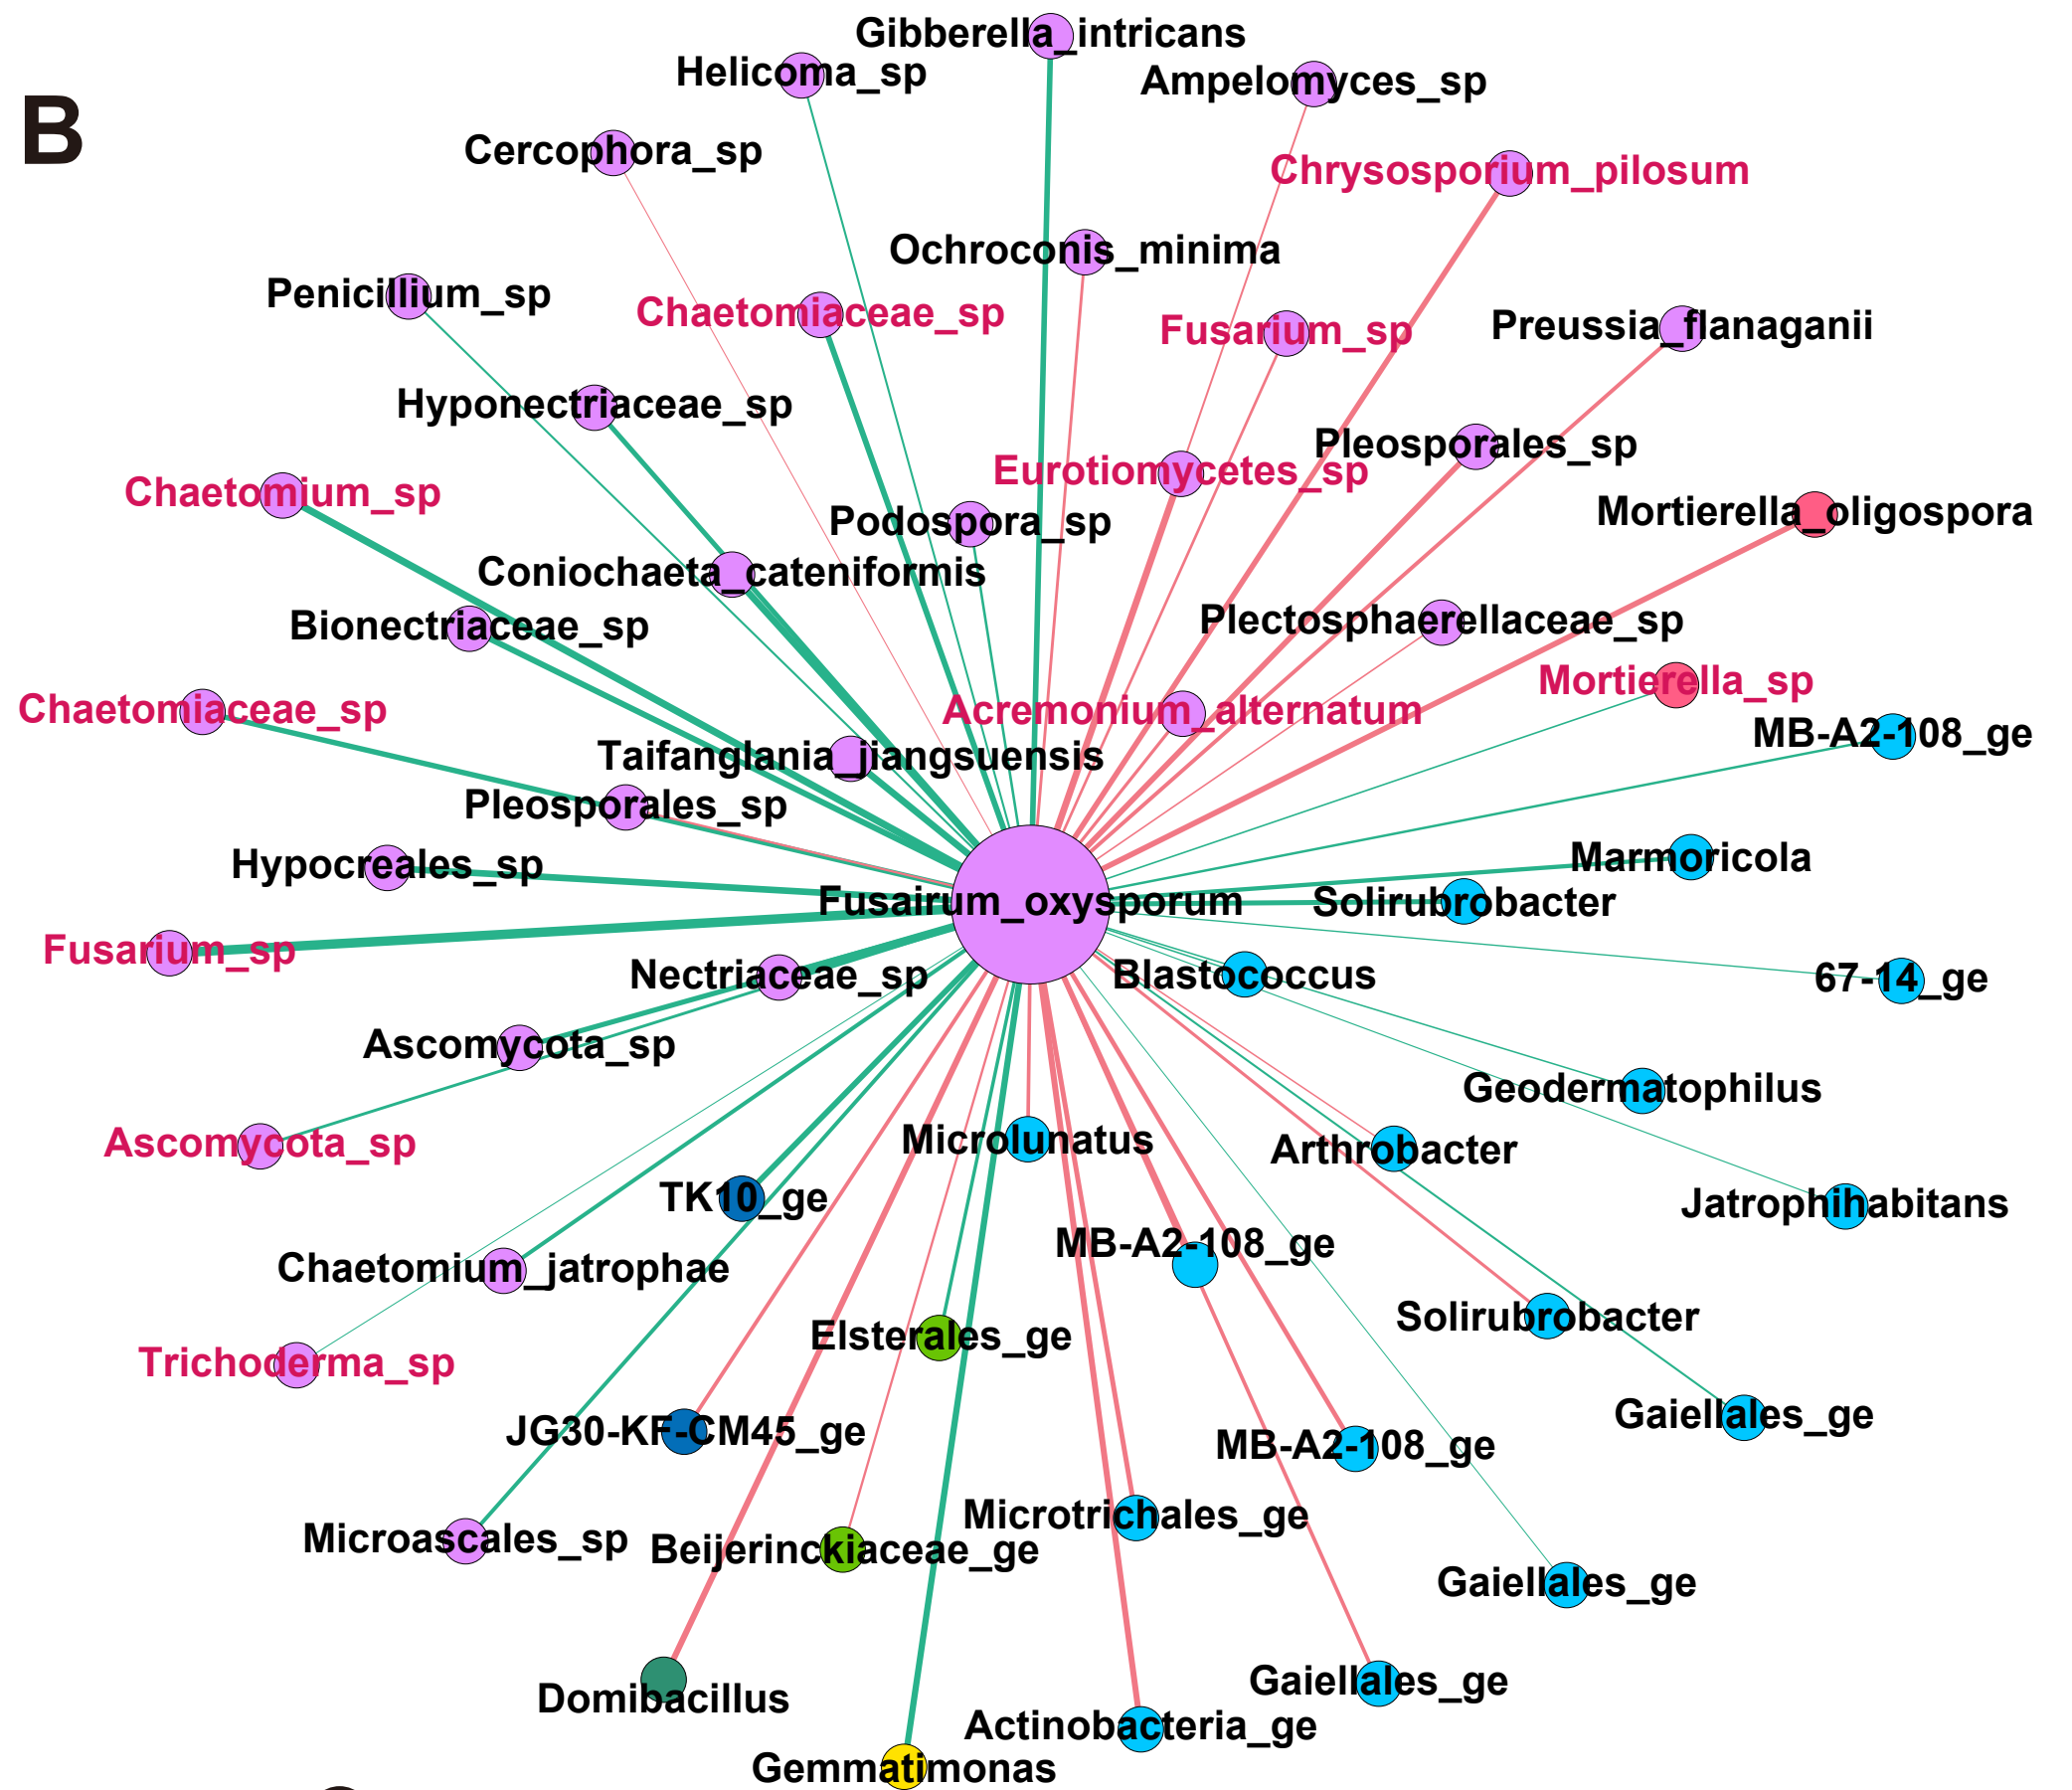 B
Gibberella_intricans
Helicoma_sp
Ampelomyces_sp
Cercophora_sp
Chrysosporium_pilosum
Ochroconis_minima
Penicillium_sp
Chaetomiaceae_sp
Fusarium_sp
Preussia_flanaganii
Hyponectriaceae_sp
Pleosporales_sp
Eurotiomycetes_sp
Chaetomium_sp
Mortierella_oligospora
Podospora_sp
Coniochaeta_cateniformis
Bionectriaceae_sp
Plectosphaerellaceae_sp
Mortierella_sp
Chaetomiaceae_sp
Acremonium_alternatum
MB-A2-108_ge
Taifanglania_jiangsuensis
Pleosporales_sp
Marmoricola
Hypocreales_sp
Fusairum_oxysporum
Solirubrobacter
Fusarium_sp
Nectriaceae_sp
Blastococcus
67-14_ge
Ascomycota_sp
Geodermatophilus
Ascomycota_sp
Microlunatus
Arthrobacter
TK10_ge
Jatrophihabitans
MB-A2-108_ge
Chaetomium_jatrophae
Solirubrobacter
Elsterales_ge
Trichoderma_sp
Gaiellales_ge
JG30-KF-CM45_ge
MB-A2-108_ge
Microtrichales_ge
Microascales_sp
Beijerinckiaceae_ge
Gaiellales_ge
Gaiellales_ge
Domibacillus
Actinobacteria_ge
Gemmatimonas